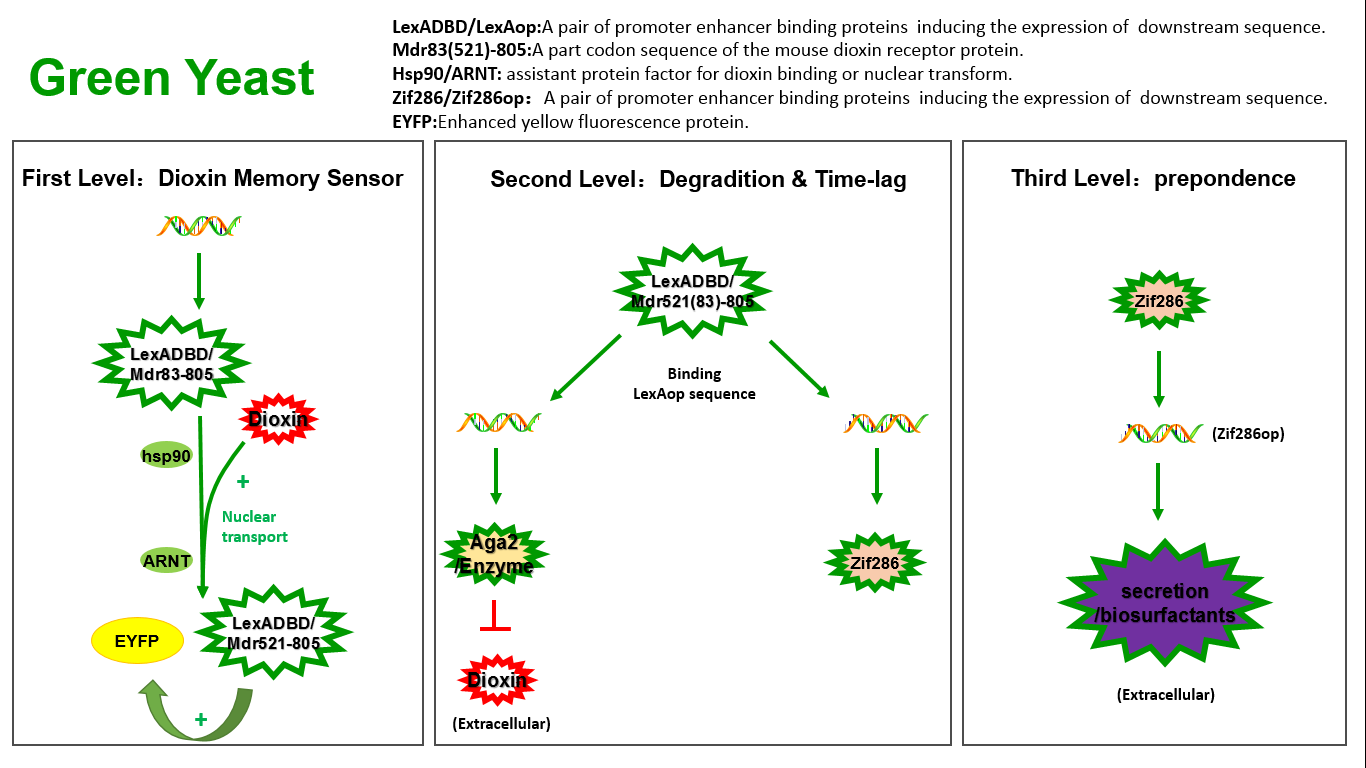 Green Yeast
LexADBD/LexAop:A pair of promoter enhancer binding proteins inducing the expression of downstream sequence.
Mdr83(521)-805:A part codon sequence of the mouse dioxin receptor protein.
Hsp90/ARNT: assistant protein factor for dioxin binding or nuclear transform.
Zif286/Zif286op：A pair of promoter enhancer binding proteins inducing the expression of downstream sequence.
EYFP:Enhanced yellow fluorescence protein.
First Level：Dioxin Memory Sensor
LexADBD/
Mdr83-805
Dioxin
hsp90
+
Nuclear
transport
ARNT
LexADBD/
Mdr521-805
EYFP
+
Second Level：Degradition & Time-lag
LexADBD/
Mdr521(83)-805
Binding
LexAop sequence
Aga2
/Enzyme
Zif286
Dioxin
(Extracellular)
Third Level：prepondence
Zif286
(Zif286op)
secretion
/biosurfactants
(Extracellular)